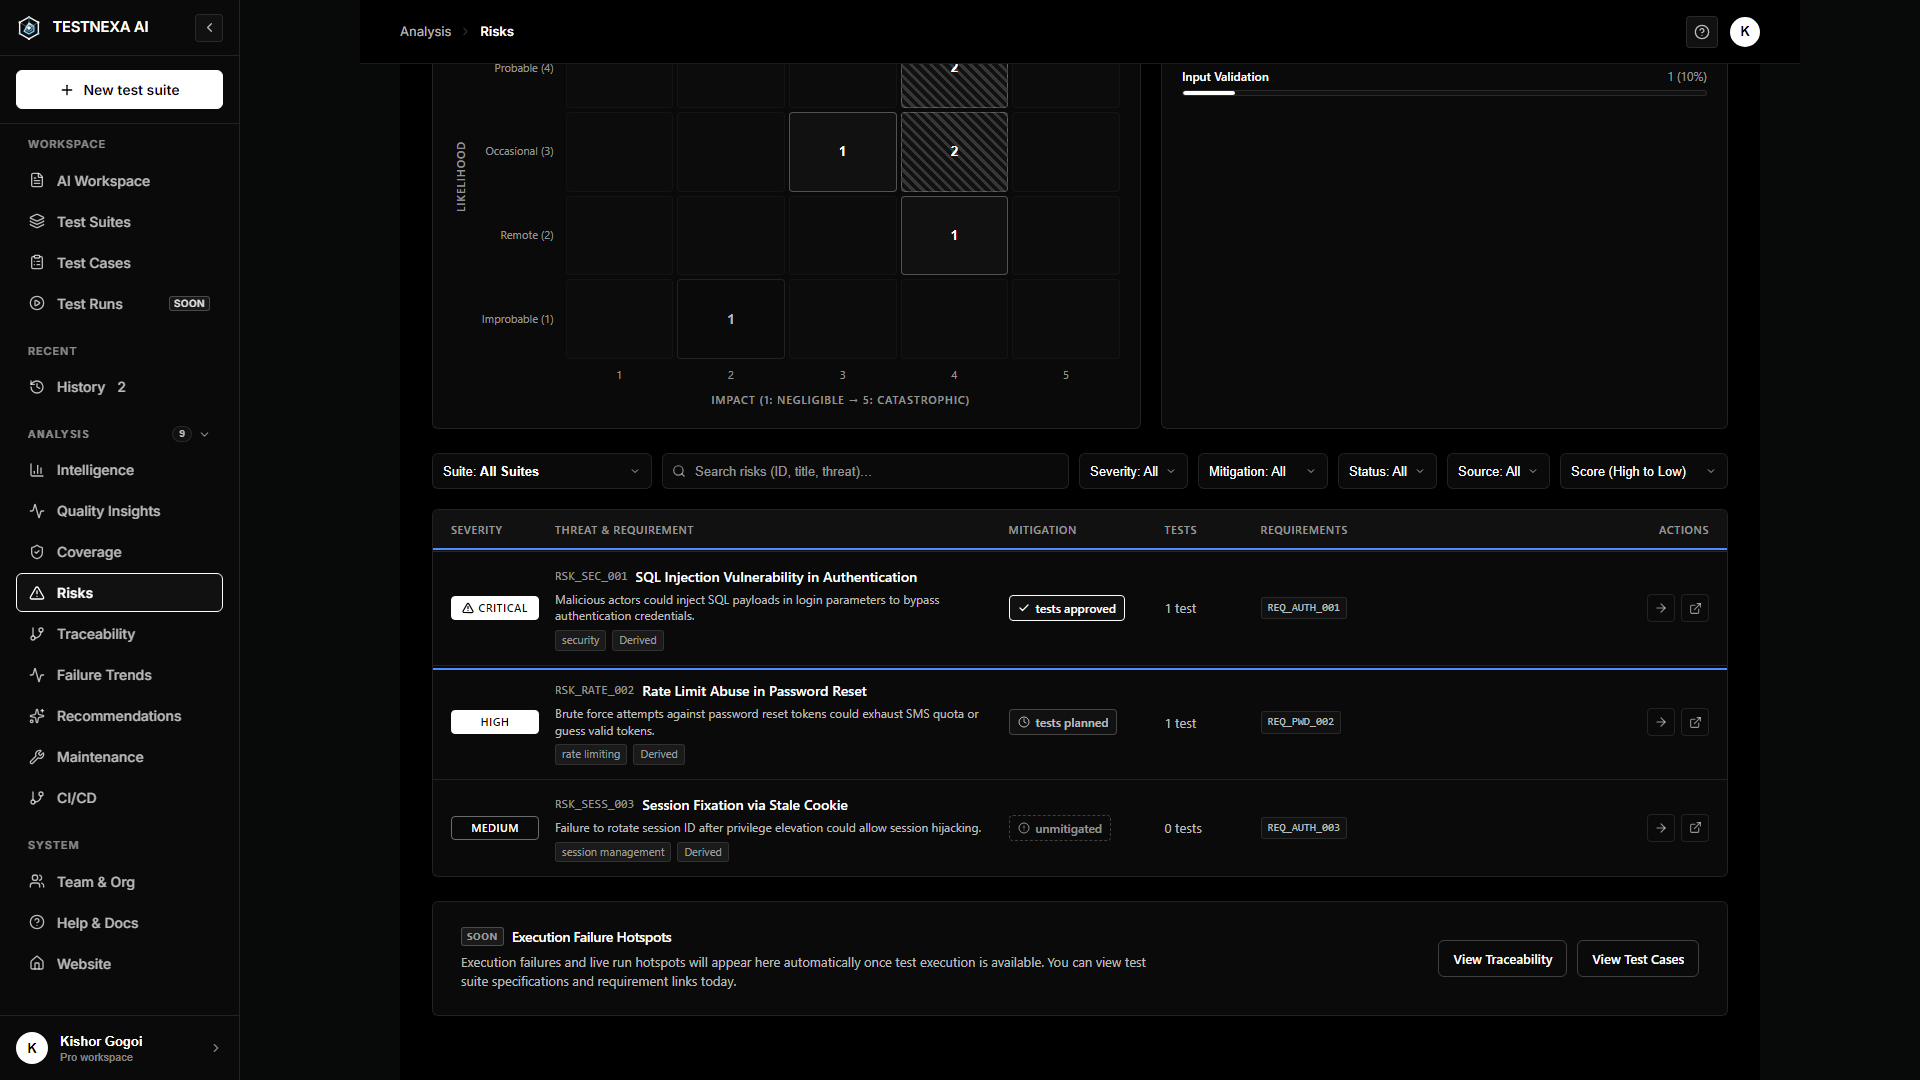 TESTNEXA AI
New test suite
WORKSPACE
AI Workspace
Test Suites
Test Cases
Test Runs SOON
RECENT
History 2
ANALYSIS 9
Intelligence
Quality Insights
Coverage
Risks
Traceability
Failure Trends
Recommendations
Maintenance
CI/CD
SYSTEM
Team & Org
Help & Docs
Website
K
Kishor Gogoi
Pro workspace
Analysis Risks
K
Probable (4) 2
Occasional (3) 1 2
Remote (2) 1
Improbable (1) 1
LIKELIHOOD
1 2 3 4 5
IMPACT (1: NEGLIGIBLE → 5: CATASTROPHIC)
Input Validation 1 (10%)
Suite: All Suites
Search risks (ID, title, threat)...
Severity: All
Mitigation: All
Status: All
Source: All
Score (High to Low)
SEVERITY THREAT & REQUIREMENT MITIGATION TESTS REQUIREMENTS ACTIONS
CRITICAL
RSK_SEC_001 SQL Injection Vulnerability in Authentication
Malicious actors could inject SQL payloads in login parameters to bypass
authentication credentials.
security Derived
tests approved
1 test
REQ_AUTH_001
HIGH
RSK_RATE_002 Rate Limit Abuse in Password Reset
Brute force attempts against password reset tokens could exhaust SMS quota or
guess valid tokens.
rate limiting Derived
tests planned
1 test
REQ_PWD_002
MEDIUM
RSK_SESS_003 Session Fixation via Stale Cookie
Failure to rotate session ID after privilege elevation could allow session hijacking.
session management Derived
unmitigated
0 tests
REQ_AUTH_003
SOON Execution Failure Hotspots
Execution failures and live run hotspots will appear here automatically once test execution is available. You can view test
suite specifications and requirement links today.
View Traceability
View Test Cases